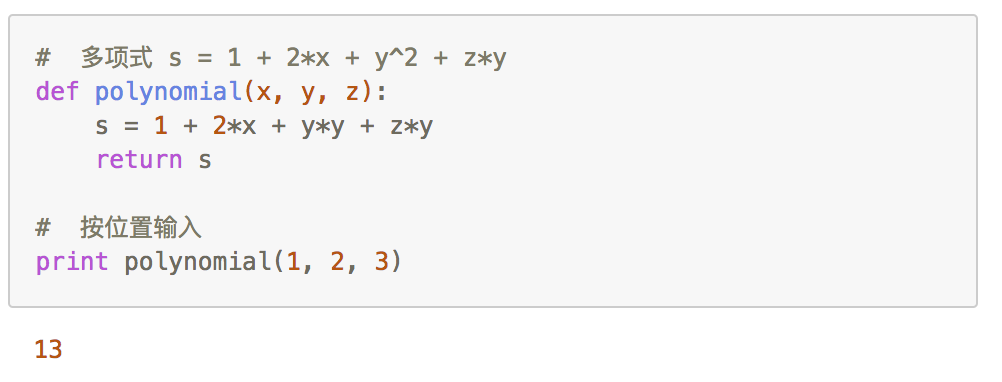 #  多项式 s = 1 + 2*x + y^2 + z*y
def polynomial(x, y, z):
    s = 1 + 2*x + y*y + z*y
    return s
#  按位置输入
print polynomial(1, 2, 3)
13